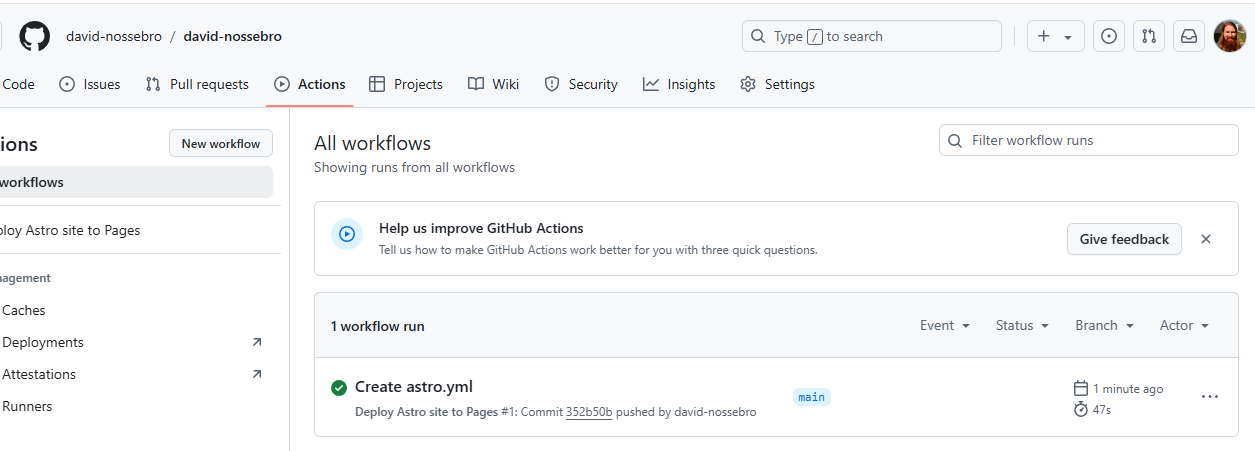 david-nossebro / david-nossebro
Type / to search
Code Issues Pull requests Actions Projects Wiki Security Insights Settings
ions
New workflow
workflows
loy Astro site to Pages
nagement
Caches
Deployments
Attestations
Runners
All workflows
Showing runs from all workflows
Filter workflow runs
Help us improve GitHub Actions
Tell us how to make GitHub Actions work better for you with three quick questions.
Give feedback
1 workflow run
Event Status Branch Actor
Create astro.yml
Deploy Astro site to Pages #1: Commit 352b50b pushed by david-nossebro
main
1 minute ago
47s